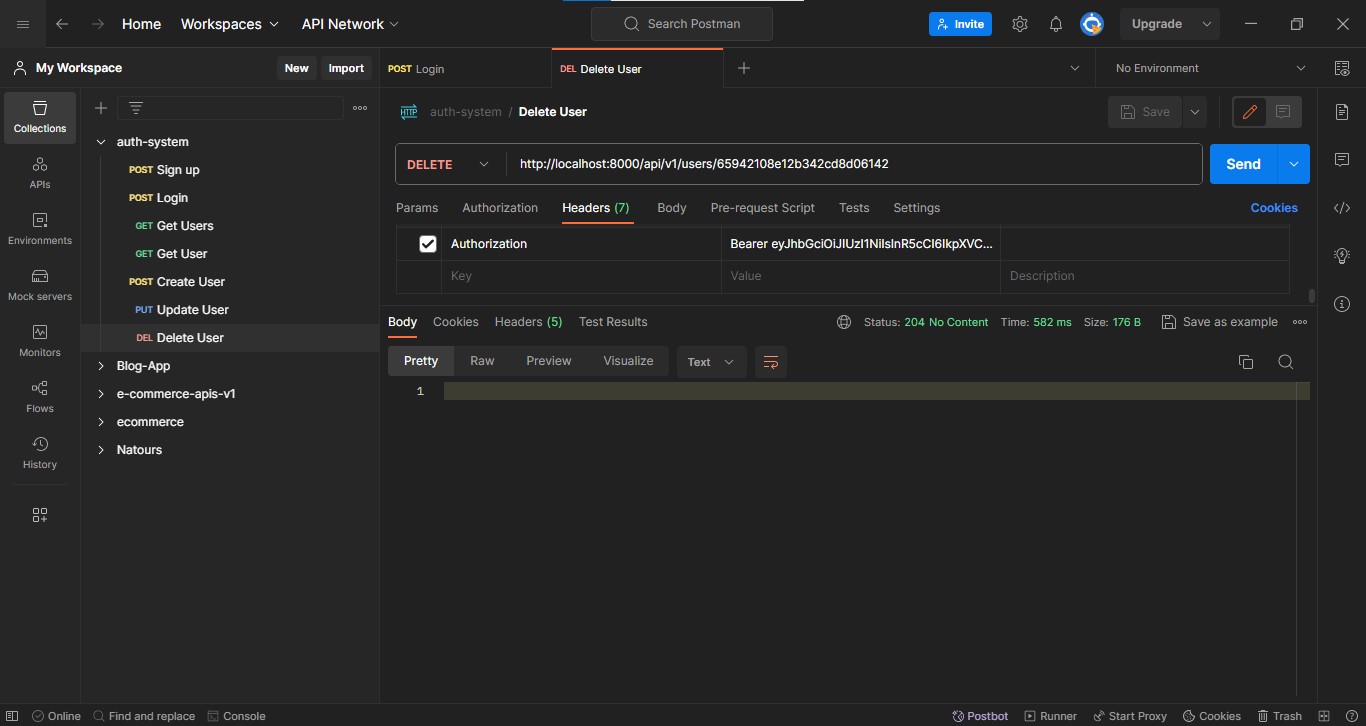 Home Workspaces API Network Search Postman Invite Upgrade
My Workspace New Import POST Login DEL Delete User No Environment
Collections
APIs
Environments
Mock servers
Monitors
Flows
History
auth-system
POST Sign up
POST Login
GET Get Users
GET Get User
POST Create User
PUT Update User
DEL Delete User
Blog-App
e-commerce-apis-v1
ecommerce
Natours
HTTP auth-system / Delete User Save
DELETE http://localhost:8000/api/v1/users/65942108e12b342cd8d06142 Send
Params Authorization Headers (7) Body Pre-request Script Tests Settings Cookies
Authorization Bearer eyJhbGciOiJIUzI1NiIsInR5cCI6IkpXVC...
Key Value Description
Body Cookies Headers (5) Test Results Status: 204 No Content Time: 582 ms Size: 176 B Save as example
Pretty Raw Preview Visualize Text
1
Online Find and replace Console Postbot Runner Start Proxy Cookies Trash